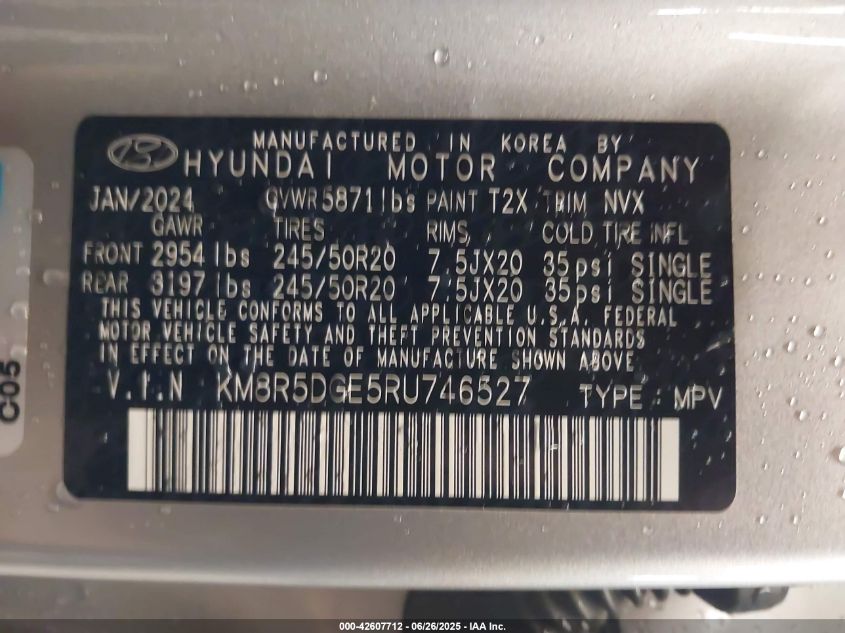 MANUFACTURED IN KOREA BY
HYUNDAI MOTOR COMPANY
JAN/2024 GVWR 5871 lbs PAINT T2X TRIM NVX
GAWR TIRES RIMS COLD TIRE INFL
FRONT 2954 lbs 245/50R20 7.5JX20 35psi SINGLE
REAR 3197 lbs 245/50R20 7.5JX20 35psi SINGLE
THIS VEHICLE CONFORMS TO ALL APPLICABLE U.S.A. FEDERAL
MOTOR VEHICLE SAFETY AND THEFT PREVENTION STANDARDS
IN EFFECT ON THE DATE OF MANUFACTURE SHOWN ABOVE
V.I.N KM8R5DGE5RU746527 TYPE : MPV
C05
000-42607712 - 06/26/2025 - IAA Inc.